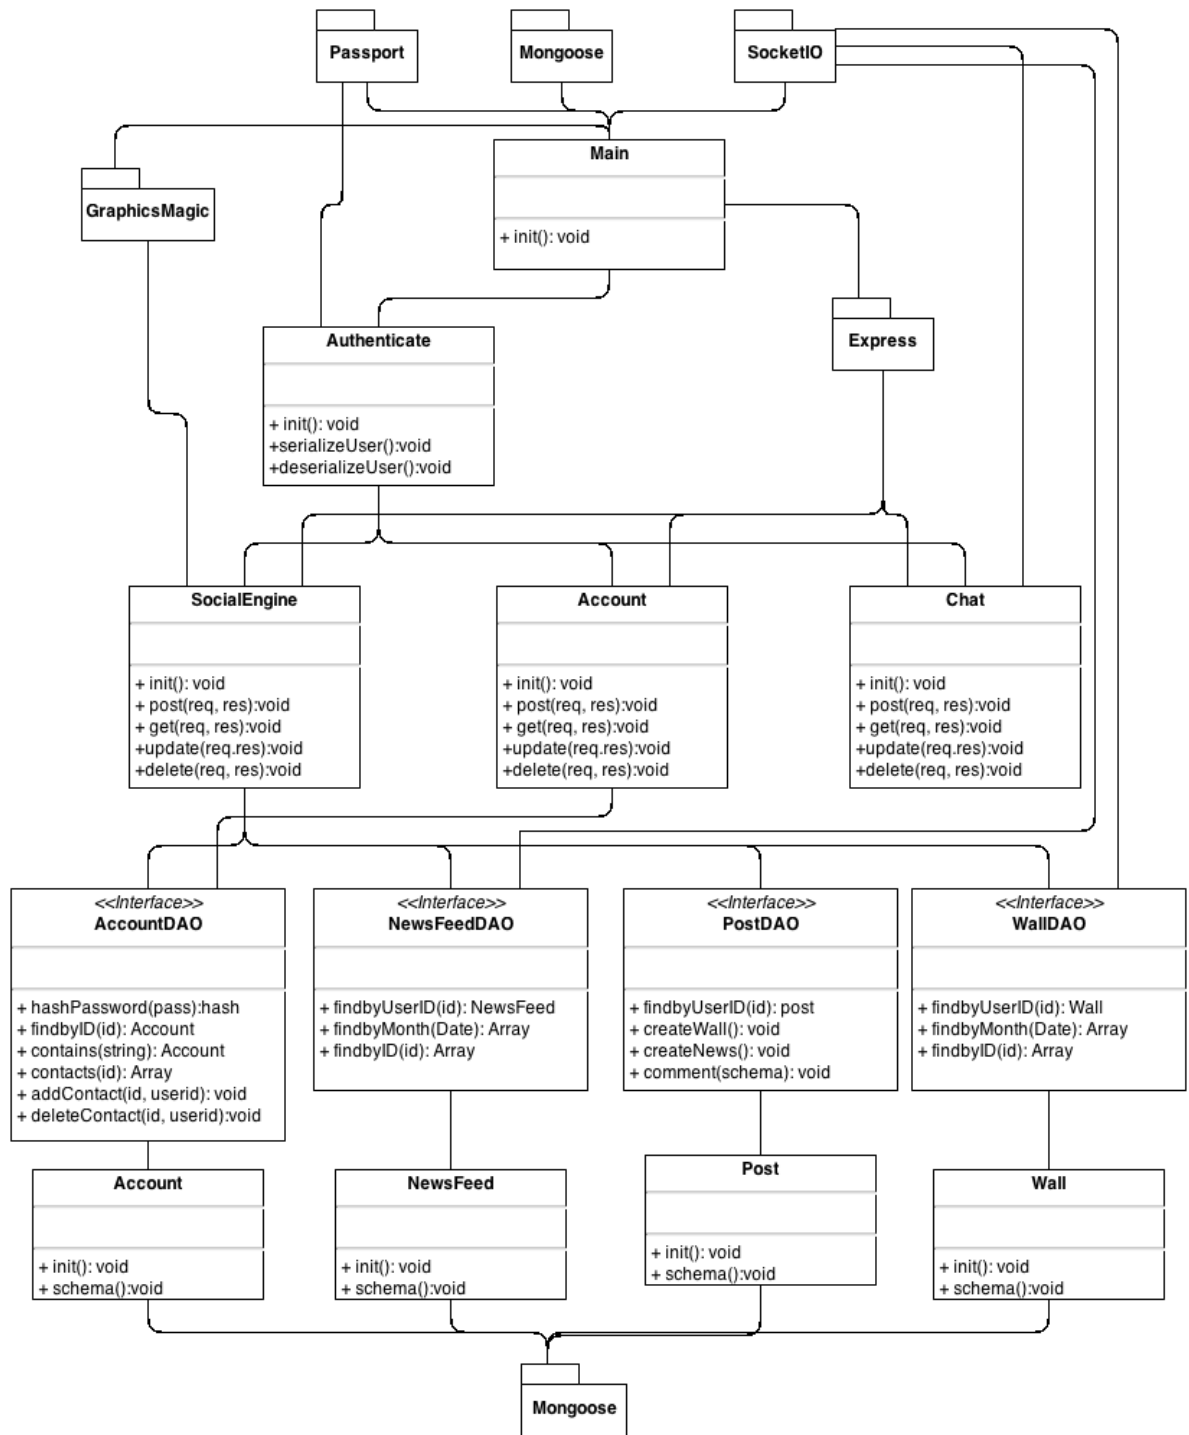 Passport
Mongoose
SocketIO
Main
+ init(): void
GraphicsMagic
Express
Authenticate
+ init(): void
+serializeUser():void
+deserializeUser():void
SocialEngine
+ init(): void
+ post(req, res):void
+ get(req, res):void
+update(req.res):void
+delete(req, res):void
Account
+ init(): void
+ post(req, res):void
+ get(req, res):void
+update(req.res):void
+delete(req, res):void
Chat
+ init(): void
+ post(req, res):void
+ get(req, res):void
+update(req.res):void
+delete(req, res):void
<<Interface>>
AccountDAO
+ hashPassword(pass):hash
+ findbyID(id): Account
+ contains(string): Account
+ contacts(id): Array
+ addContact(id, userid): void
+ deleteContact(id, userid):void
<<Interface>>
NewsFeedDAO
+ findbyUserID(id): NewsFeed
+ findbyMonth(Date): Array
+ findbyID(id): Array
<<Interface>>
PostDAO
+ findbyUserID(id): post
+ createWall(): void
+ createNews(): void
+ comment(schema): void
<<Interface>>
WallDAO
+ findbyUserID(id): Wall
+ findbyMonth(Date): Array
+ findbyID(id): Array
Account
+ init(): void
+ schema():void
NewsFeed
+ init(): void
+ schema():void
Post
+ init(): void
+ schema():void
Wall
+ init(): void
+ schema():void
Mongoose